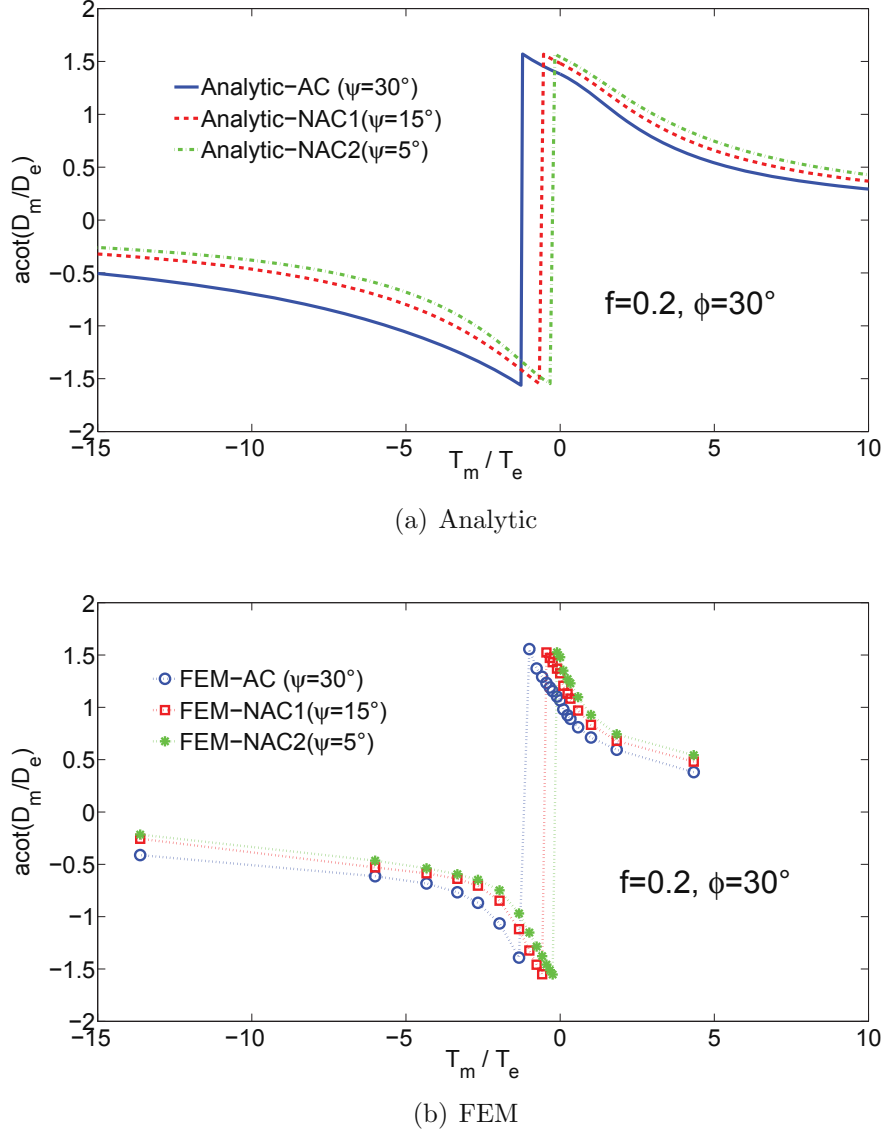 2
1.5
1
0.5
0
−0.5
−1
−1.5
−2
acot(D_m/D_e)
Analytic−AC (ψ=30°)
Analytic−NAC1(ψ=15°)
Analytic−NAC2(ψ=5°)
f=0.2, ϕ=30°
−15 −10 −5 0 5 10
T_m / T_e
(a) Analytic
2
1.5
1
0.5
0
−0.5
−1
−1.5
−2
acot(D_m/D_e)
FEM−AC (ψ=30°)
FEM−NAC1(ψ=15°)
FEM−NAC2(ψ=5°)
f=0.2, ϕ=30°
−15 −10 −5 0 5 10
T_m / T_e
(b) FEM